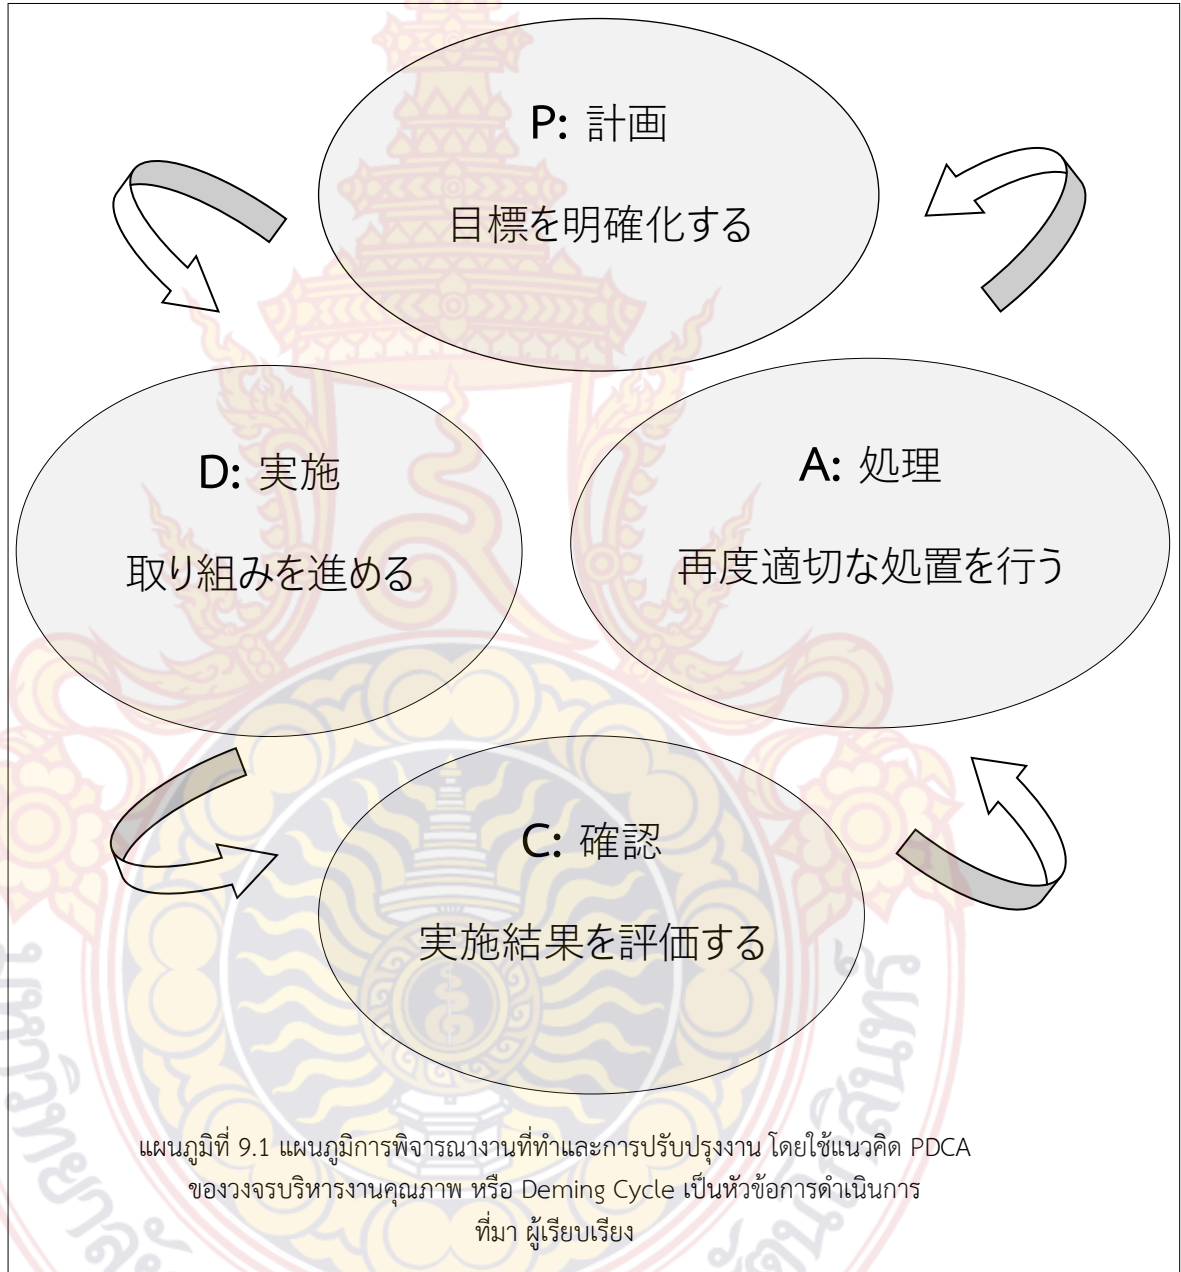 P: 計画
目標を明確化する
D: 実施
取り組みを進める
A: 処理
再度適切な処置を行う
C: 確認
実施結果を評価する
แผนภูมิที่ 9.1 แผนภูมิการพิจารณางานที่ทำและการปรับปรุงงาน โดยใช้แนวคิด PDCA
ของวงจรบริหารงานคุณภาพ หรือ Deming Cycle เป็นหัวข้อการดำเนินการ
ที่มา ผู้เรียบเรียง